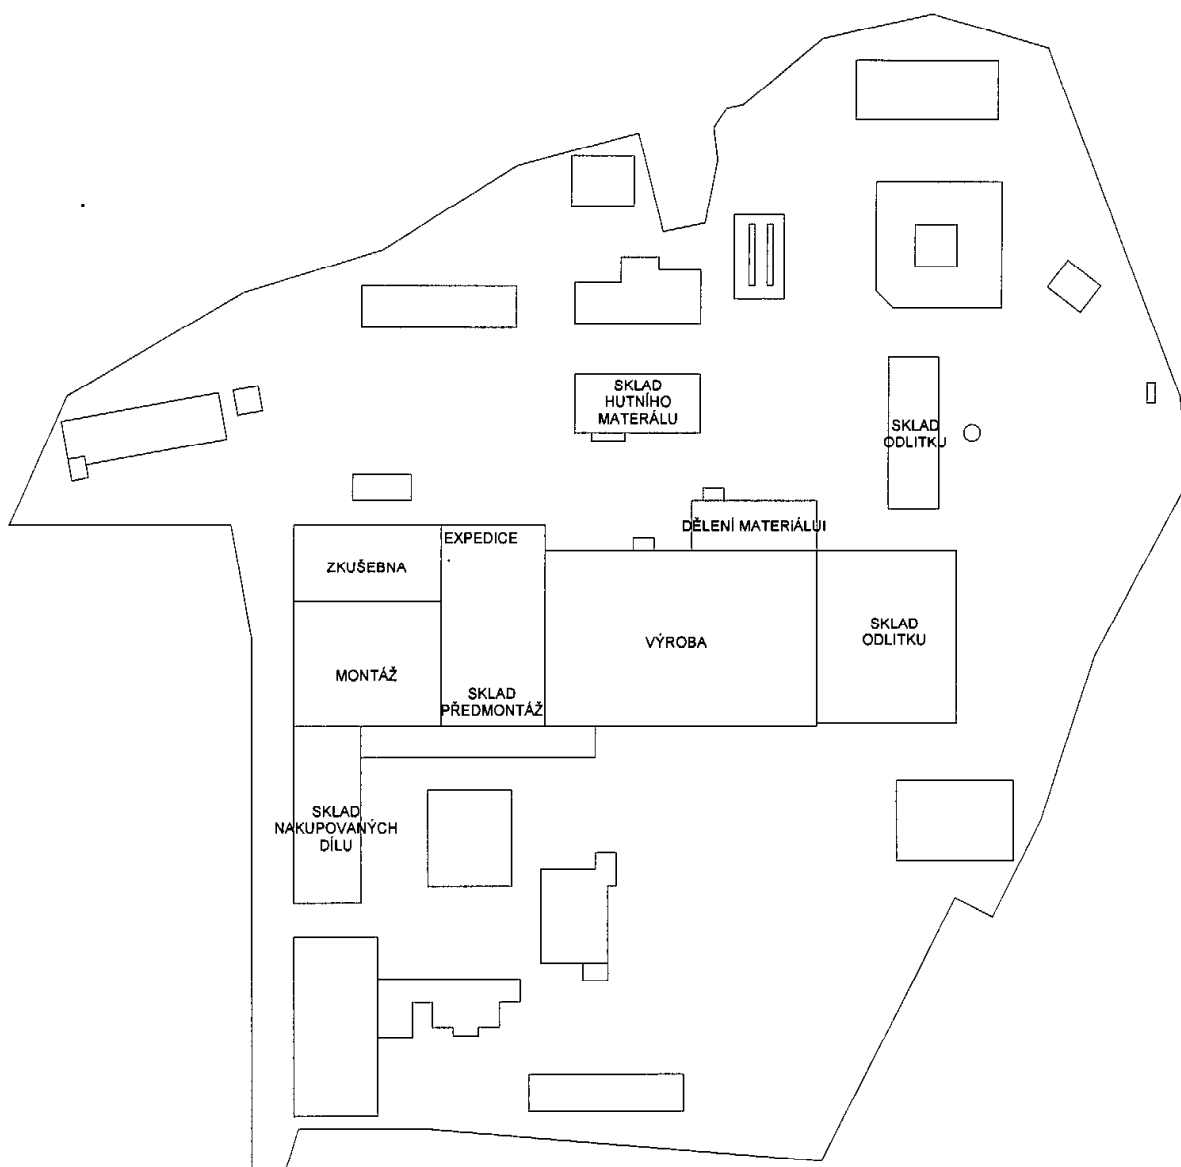 SKLAD
HUTNÍHO
MATERÁLU
SKLAD
ODLITKU
DĚLENÍ MATERIÁLUI
EXPEDICE
ZKUŠEBNA
SKLAD
ODLITKU
VÝROBA
MONTÁŽ
SKLAD
PŘEDMONTÁŽ
SKLAD
NAKUPOVANÝCH
DÍLU